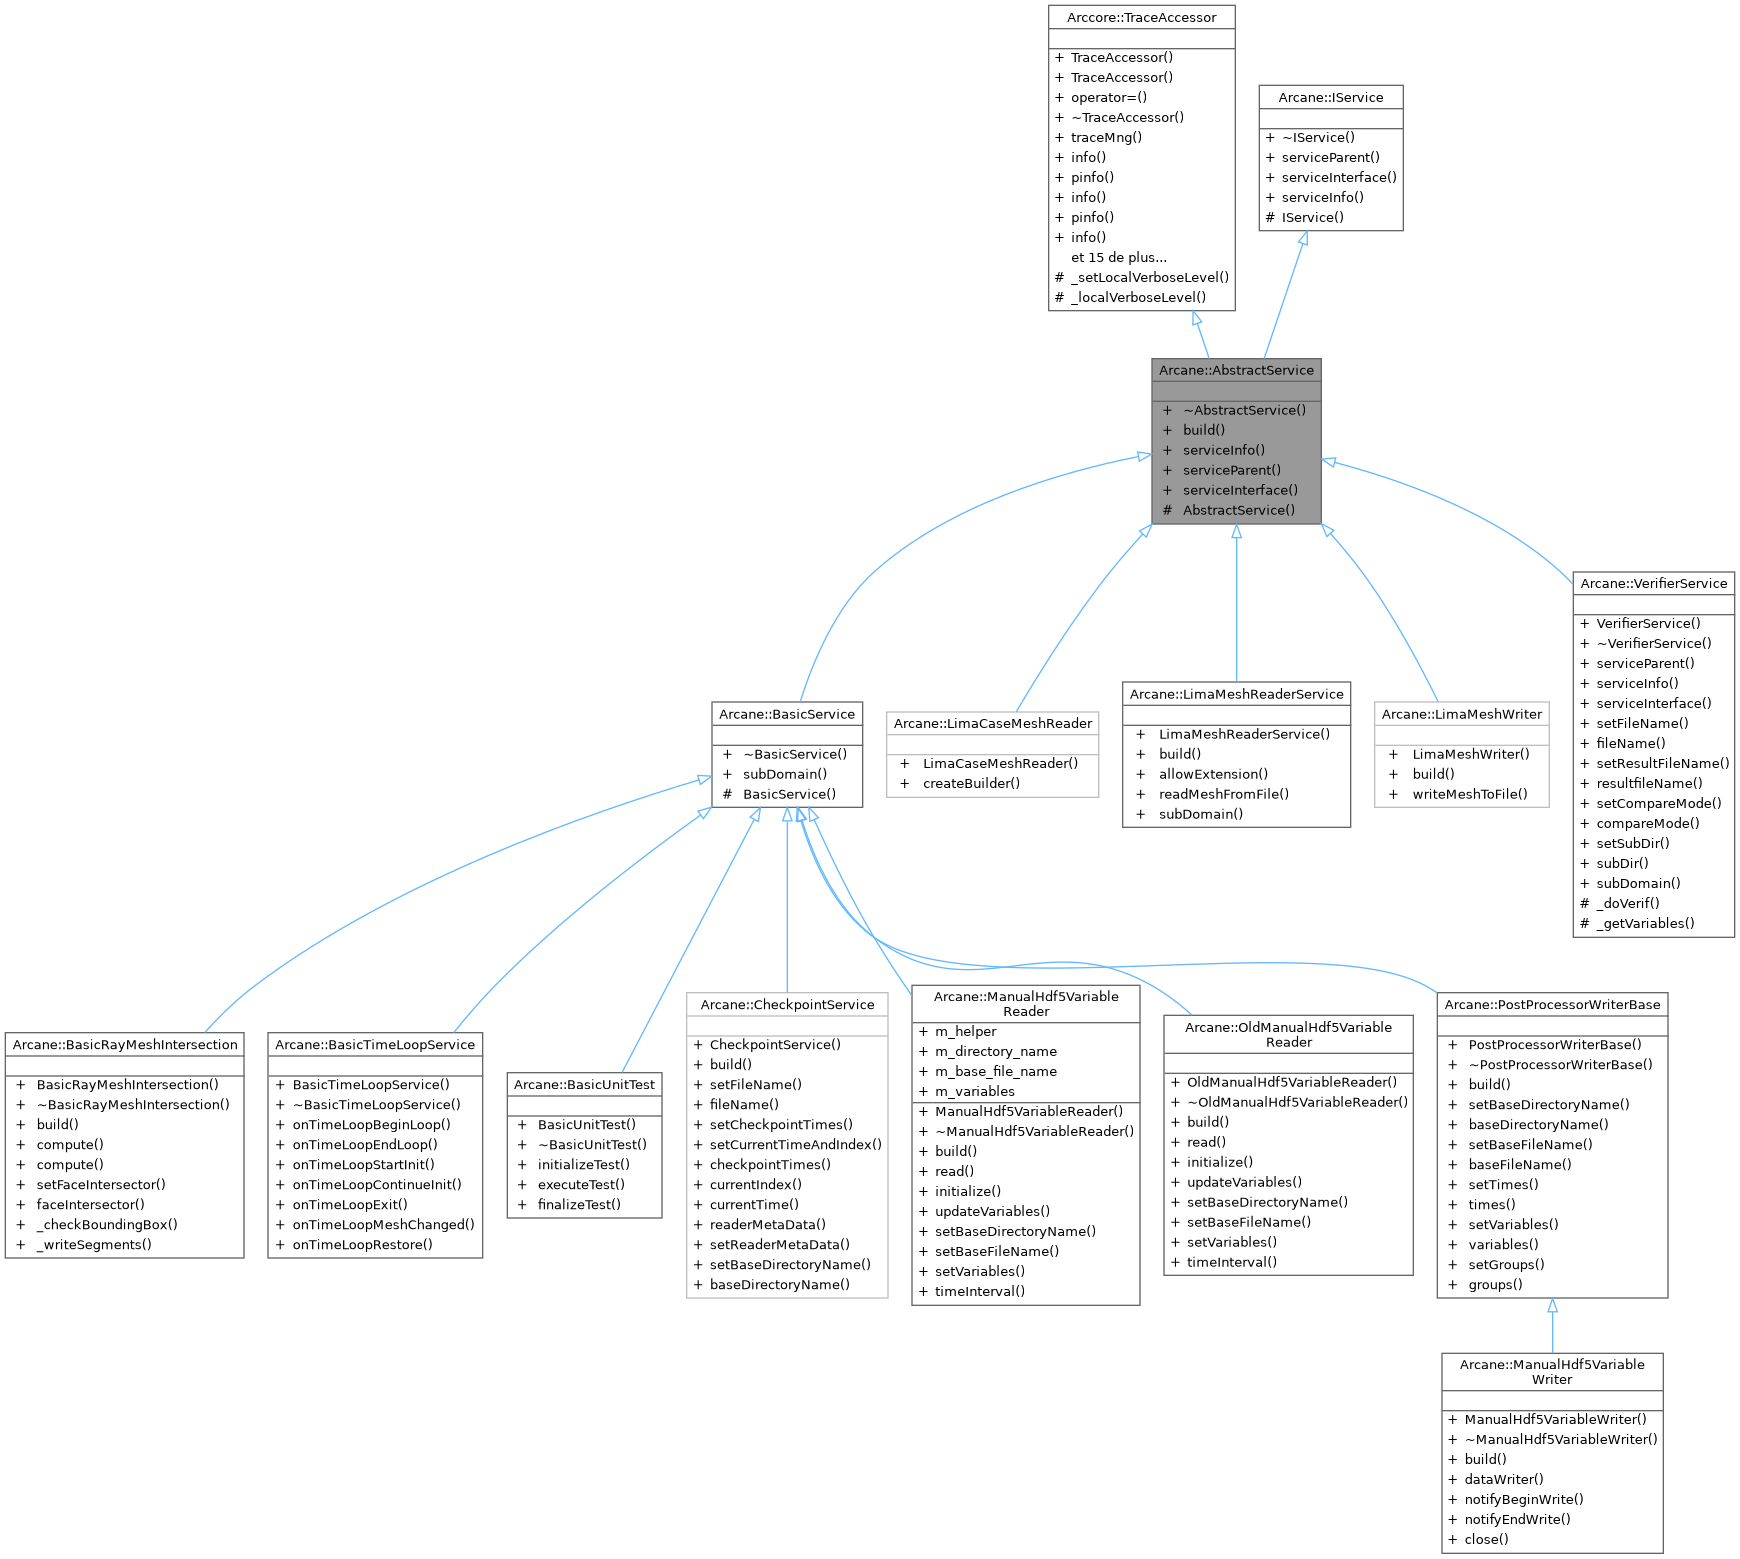 Arccore::TraceAccessor
+ TraceAccessor()
+ TraceAccessor()
+ operator=()
+ ~TraceAccessor()
+ traceMng()
+ info()
+ pinfo()
+ info()
+ pinfo()
+ info()
et 15 de plus...
# _setLocalVerboseLevel()
# _localVerboseLevel()
Arcane::IService
+ ~IService()
+ serviceParent()
+ serviceInterface()
+ serviceInfo()
# IService()
Arcane::AbstractService
+ ~AbstractService()
+ build()
+ serviceInfo()
+ serviceParent()
+ serviceInterface()
# AbstractService()
Arcane::BasicService
+ ~BasicService()
+ subDomain()
# BasicService()
Arcane::LimaCaseMeshReader
+ LimaCaseMeshReader()
+ createBuilder()
Arcane::LimaMeshReaderService
+ LimaMeshReaderService()
+ build()
+ allowExtension()
+ readMeshFromFile()
+ subDomain()
Arcane::LimaMeshWriter
+ LimaMeshWriter()
+ build()
+ writeMeshToFile()
Arcane::VerifierService
+ VerifierService()
+ ~VerifierService()
+ serviceParent()
+ serviceInfo()
+ serviceInterface()
+ setFileName()
+ fileName()
+ setResultFileName()
+ resultfileName()
+ setCompareMode()
+ compareMode()
+ setSubDir()
+ subDir()
+ subDomain()
# _doVerif()
# _getVariables()
Arcane::BasicRayMeshIntersection
+ BasicRayMeshIntersection()
+ ~BasicRayMeshIntersection()
+ build()
+ compute()
+ compute()
+ setFaceIntersector()
+ faceIntersector()
+ _checkBoundingBox()
+ _writeSegments()
Arcane::BasicTimeLoopService
+ BasicTimeLoopService()
+ ~BasicTimeLoopService()
+ onTimeLoopBeginLoop()
+ onTimeLoopEndLoop()
+ onTimeLoopStartInit()
+ onTimeLoopContinueInit()
+ onTimeLoopExit()
+ onTimeLoopMeshChanged()
+ onTimeLoopRestore()
Arcane::BasicUnitTest
+ BasicUnitTest()
+ ~BasicUnitTest()
+ initializeTest()
+ executeTest()
+ finalizeTest()
Arcane::CheckpointService
+ CheckpointService()
+ build()
+ setFileName()
+ fileName()
+ setCheckpointTimes()
+ setCurrentTimeAndIndex()
+ checkpointTimes()
+ currentIndex()
+ currentTime()
+ readerMetaData()
+ setReaderMetaData()
+ setBaseDirectoryName()
+ baseDirectoryName()
Arcane::ManualHdf5Variable
Reader
+ m_helper
+ m_directory_name
+ m_base_file_name
+ m_variables
+ ManualHdf5VariableReader()
+ ~ManualHdf5VariableReader()
+ build()
+ read()
+ initialize()
+ updateVariables()
+ setBaseDirectoryName()
+ setBaseFileName()
+ setVariables()
+ timeInterval()
Arcane::OldManualHdf5Variable
Reader
+ OldManualHdf5VariableReader()
+ ~OldManualHdf5VariableReader()
+ build()
+ read()
+ initialize()
+ updateVariables()
+ setBaseDirectoryName()
+ setBaseFileName()
+ setVariables()
+ timeInterval()
Arcane::PostProcessorWriterBase
+ PostProcessorWriterBase()
+ ~PostProcessorWriterBase()
+ build()
+ setBaseDirectoryName()
+ baseDirectoryName()
+ setBaseFileName()
+ baseFileName()
+ setTimes()
+ times()
+ setVariables()
+ variables()
+ setGroups()
+ groups()
Arcane::ManualHdf5Variable
Writer
+ ManualHdf5VariableWriter()
+ ~ManualHdf5VariableWriter()
+ build()
+ dataWriter()
+ notifyBeginWrite()
+ notifyEndWrite()
+ close()